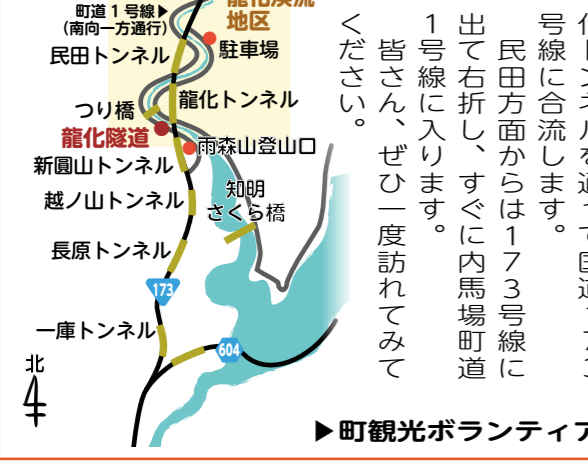 号線に合流します。
　民田方面からは１７３号線に
出て右折し、すぐに内馬場町道
１号線に入ります。
　皆さん、ぜひ一度訪れてみて
ください。
町道１号線▶
(南向一方通行)
地区
駐車場
民田トンネル
龍化トンネル
つり橋
龍化隧道
雨森山登山口
新圓山トンネル
知明
さくら橋
越ノ山トンネル
長原トンネル
173
一庫トンネル
604
北
▶町観光ボランティア